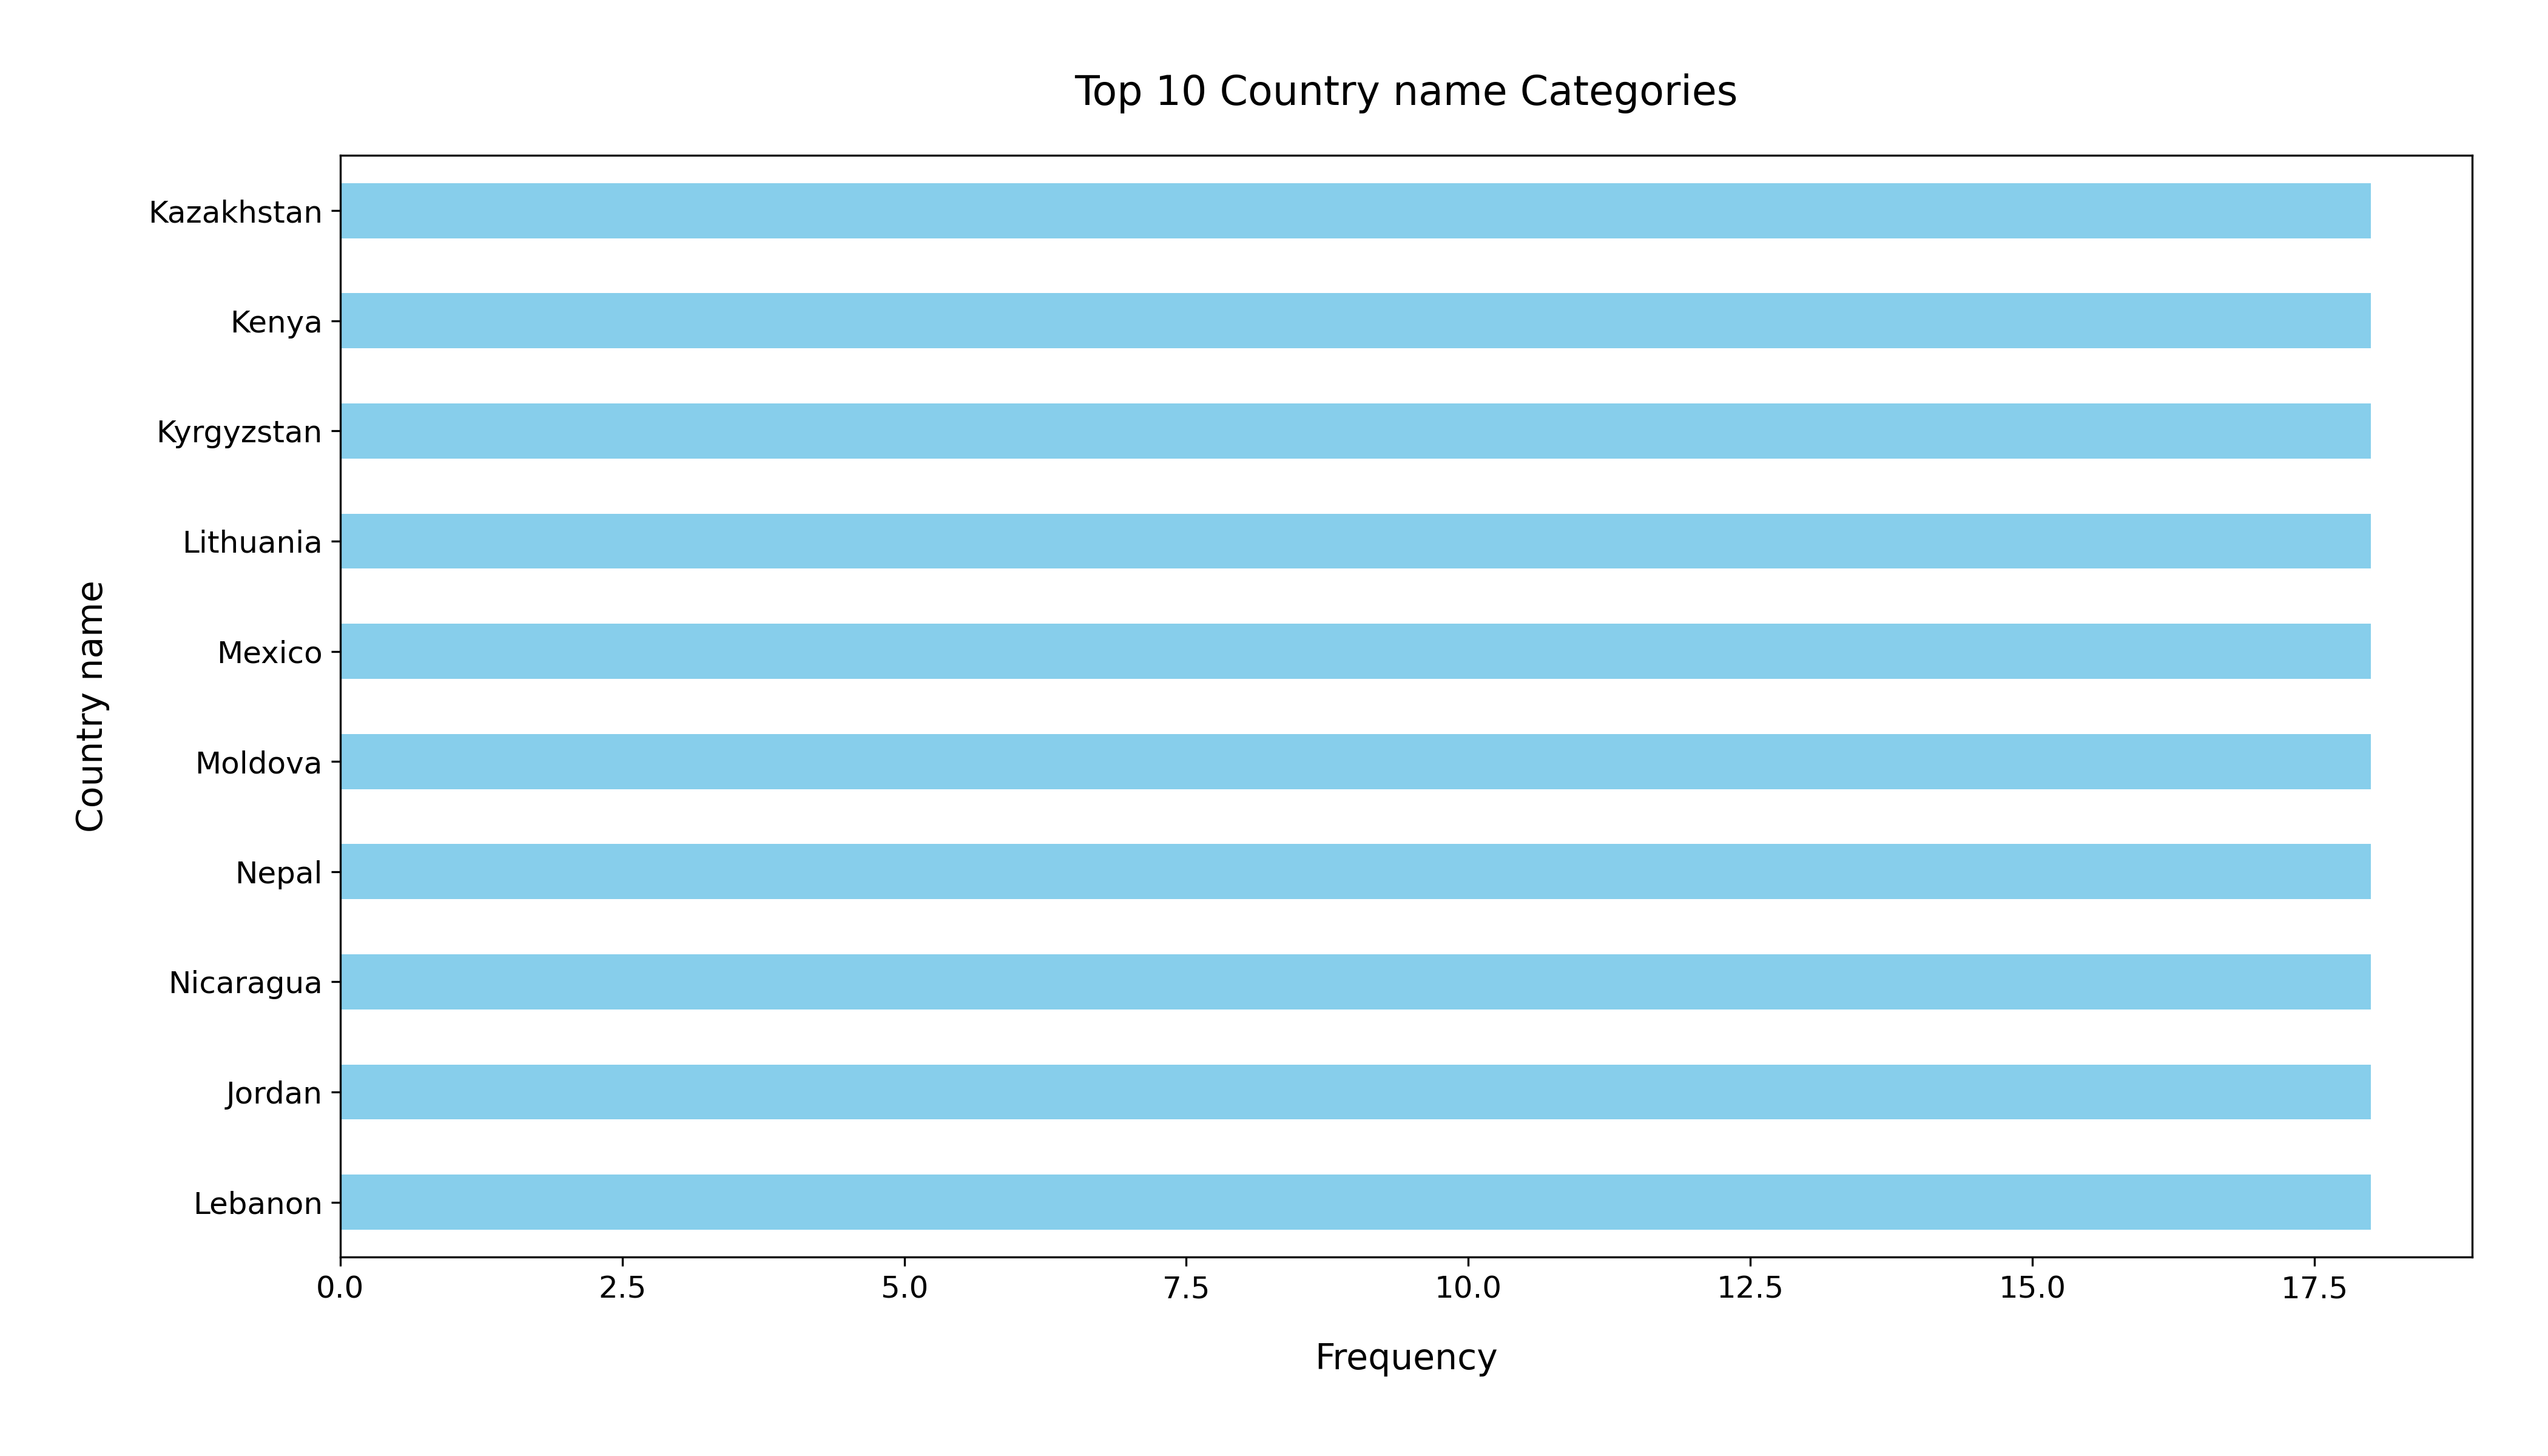 Top 10 Country name Categories
Country name
Kazakhstan
Kenya
Kyrgyzstan
Lithuania
Mexico
Moldova
Nepal
Nicaragua
Jordan
Lebanon
0.0 2.5 5.0 7.5 10.0 12.5 15.0 17.5
Frequency